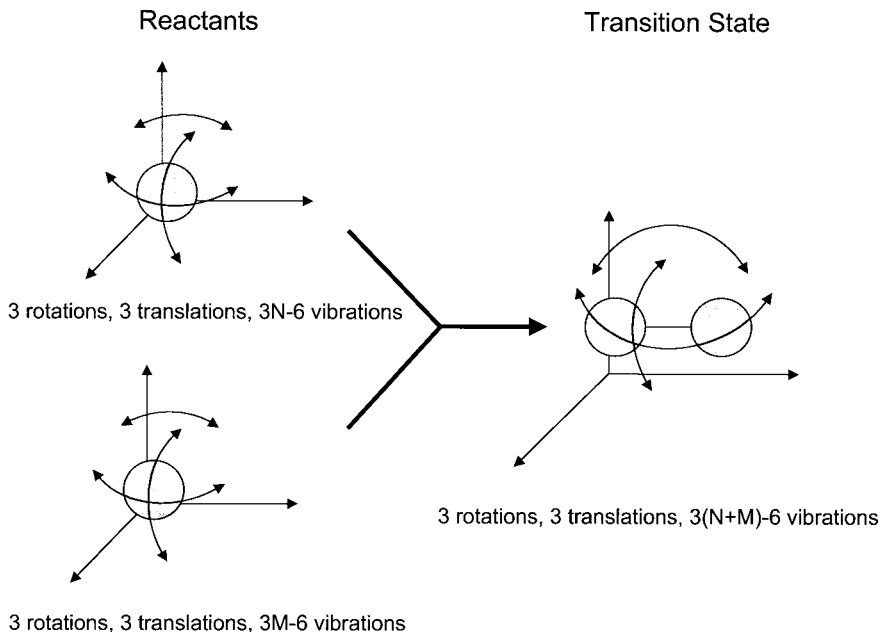 Reactants
Transition State
3 rotations, 3 translations, 3N-6 vibrations
3 rotations, 3 translations, 3(N+M)-6 vibrations
3 rotations, 3 translations, 3M-6 vibrations